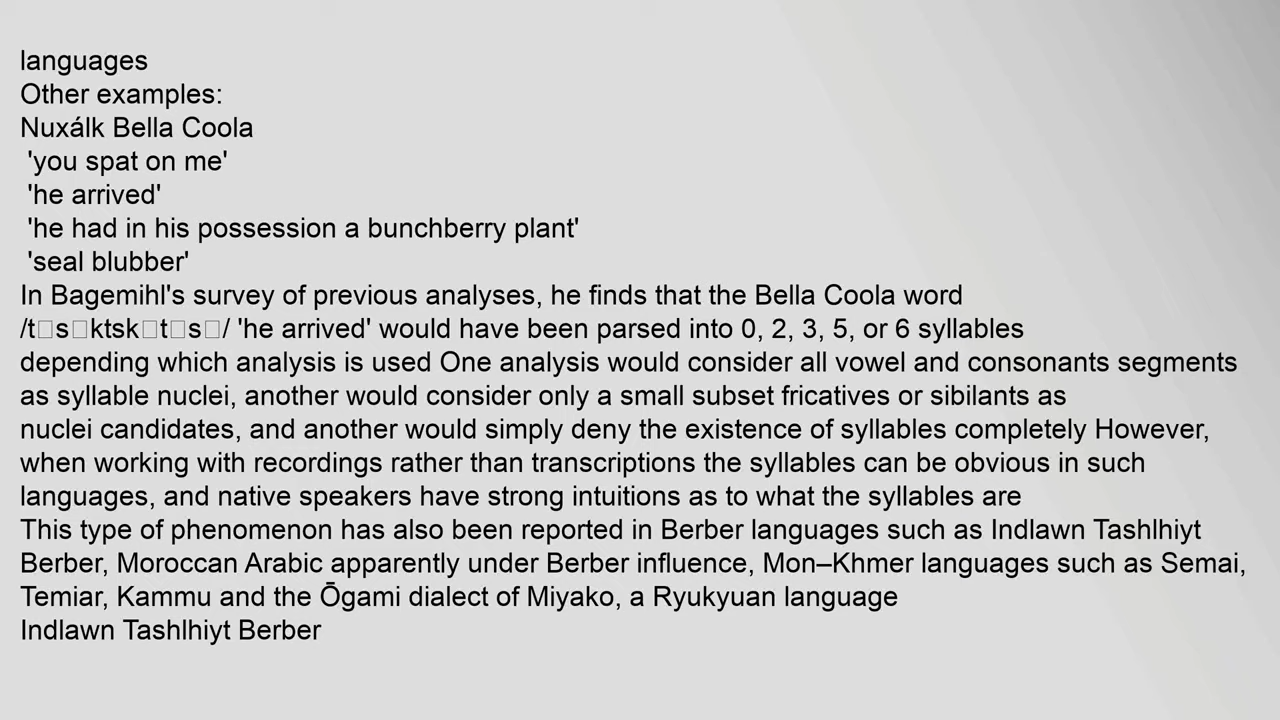 languages
Other examples:
Nuxálk Bella Coola
'you spat on me'
'he arrived'
'he had in his possession a bunchberry plant'
'seal blubber'
In Bagemihl's survey of previous analyses, he finds that the Bella Coola word
/t□s□ktsk□t□s□/ 'he arrived' would have been parsed into 0, 2, 3, 5, or 6 syllables
depending which analysis is used One analysis would consider all vowel and consonants segments
as syllable nuclei, another would consider only a small subset fricatives or sibilants as
nuclei candidates, and another would simply deny the existence of syllables completely However,
when working with recordings rather than transcriptions the syllables can be obvious in such
languages, and native speakers have strong intuitions as to what the syllables are
This type of phenomenon has also been reported in Berber languages such as Indlawn Tashlhiyt
Berber, Moroccan Arabic apparently under Berber influence, Mon–Khmer languages such as Semai,
Temiar, Kammu and the Ōgami dialect of Miyako, a Ryukyuan language
Indlawn Tashlhiyt Berber